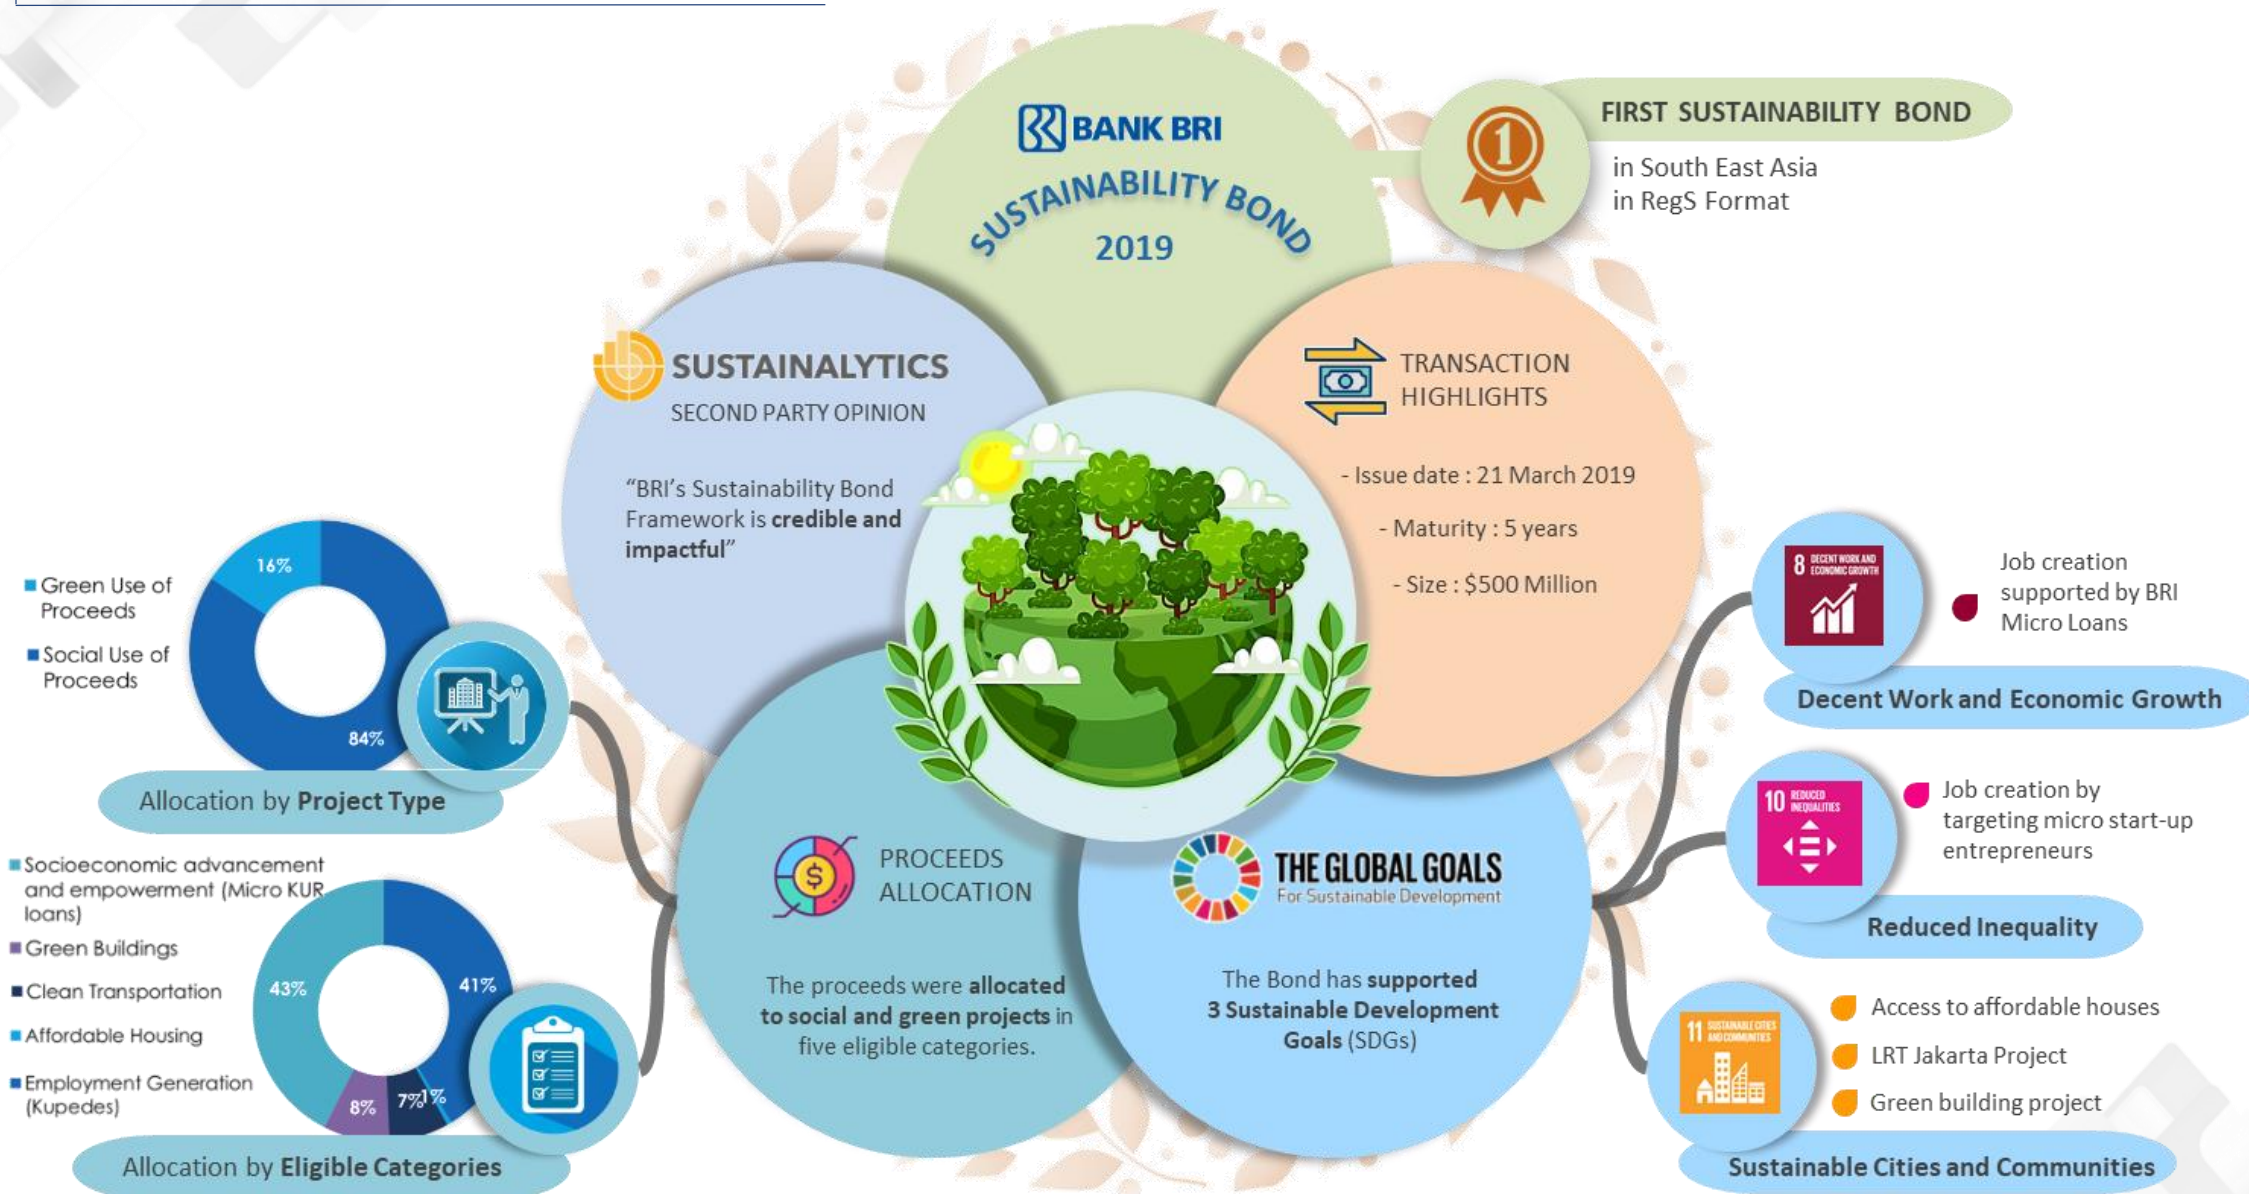 BANK BRI
SUSTAINABILITY BOND
2019
FIRST SUSTAINABILITY BOND
in South East Asia
in RegS Format
SUSTAINALYTICS
SECOND PARTY OPINION
“BRI’s Sustainability Bond
Framework is credible and
impactful”
TRANSACTION
HIGHLIGHTS
- Issue date : 21 March 2019
- Maturity : 5 years
- Size : $500 Million
Green Use of
Proceeds
Social Use of
Proceeds
16%
84%
Allocation by Project Type
Socioeconomic advancement
and empowerment (Micro KUR
loans)
Green Buildings
Clean Transportation
Affordable Housing
Employment Generation
(Kupedes)
43%
41%
8%
7%
1%
Allocation by Eligible Categories
PROCEEDS
ALLOCATION
The proceeds were allocated
to social and green projects in
five eligible categories.
THE GLOBAL GOALS
For Sustainable Development
The Bond has supported
3 Sustainable Development
Goals (SDGs)
8 DECENT WORK AND
ECONOMIC GROWTH
Job creation
supported by BRI
Micro Loans
Decent Work and Economic Growth
10 REDUCED
INEQUALITIES
Job creation by
targeting micro start-up
entrepreneurs
Reduced Inequality
11 SUSTAINABLE CITIES
AND COMMUNITIES
Access to affordable houses
LRT Jakarta Project
Green building project
Sustainable Cities and Communities